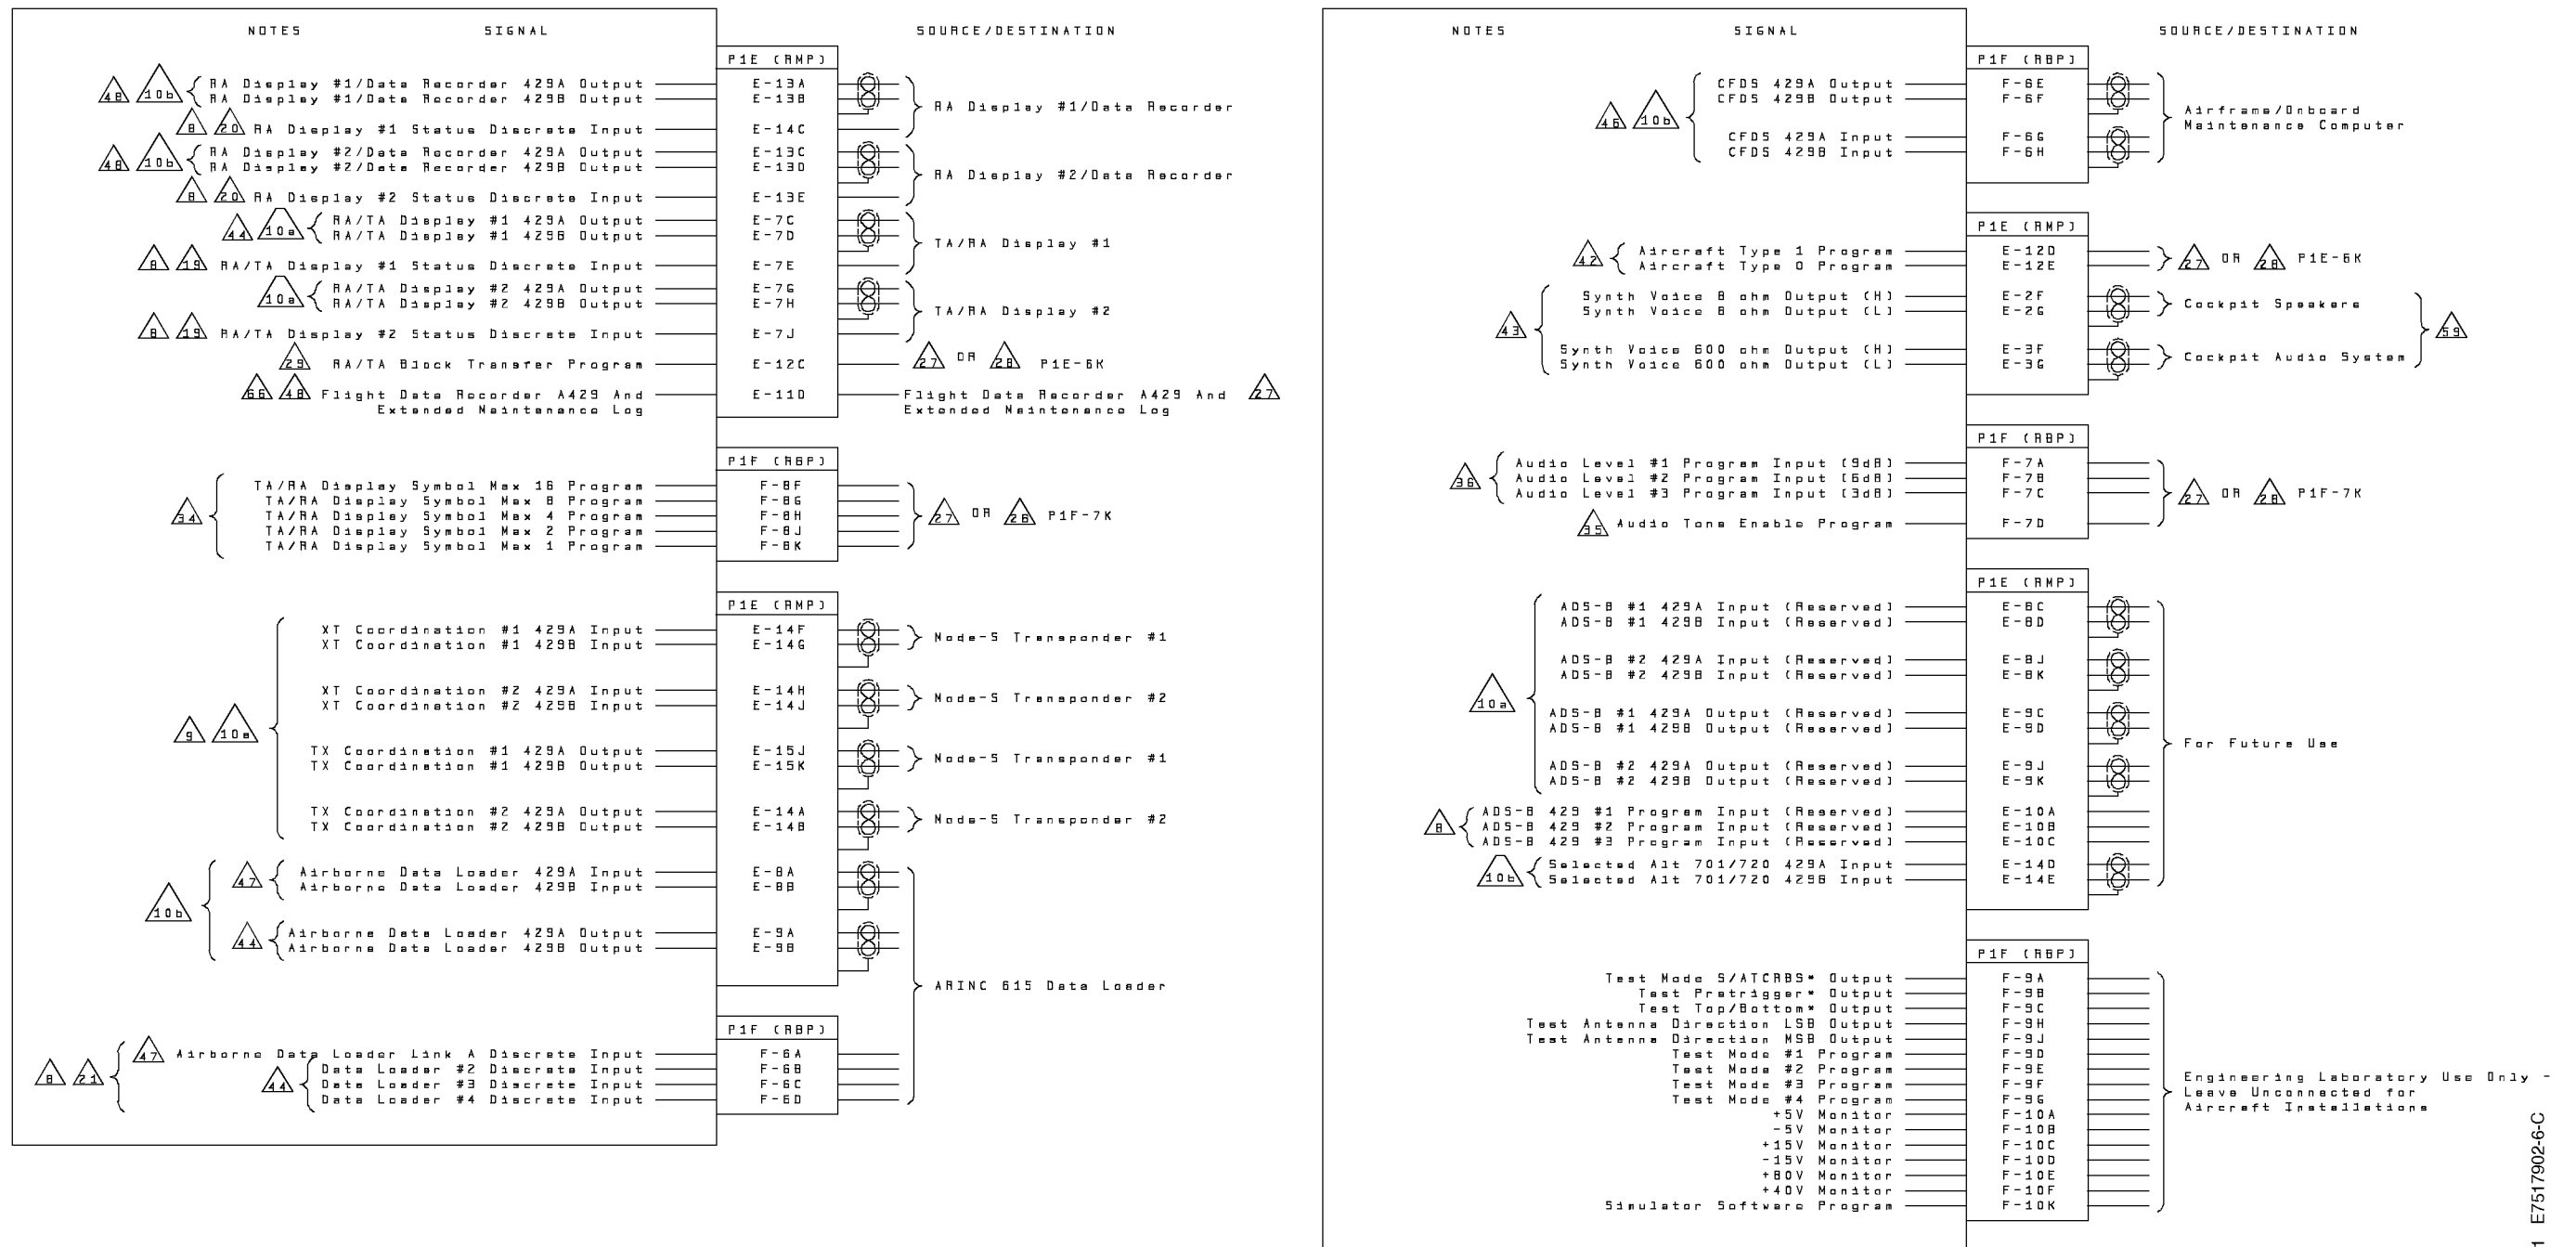 NOTES SIGNAL SOURCE/DESTINATION
P1E (RMP)
48 10b RA Display #1/Data Recorder 429A Output E-13A
RA Display #1/Data Recorder 429B Output E-13B
RA Display #1/Data Recorder
8 20 RA Display #1 Status Discrete Input E-14C
48 10b RA Display #2/Data Recorder 429A Output E-13C
RA Display #2/Data Recorder 429B Output E-13D
RA Display #2/Data Recorder
8 20 RA Display #2 Status Discrete Input E-13E
44 10a RA/TA Display #1 429A Output E-7C
RA/TA Display #1 429B Output E-7D
TA/RA Display #1
8 19 RA/TA Display #1 Status Discrete Input E-7E
10a RA/TA Display #2 429A Output E-7G
RA/TA Display #2 429B Output E-7H
TA/RA Display #2
8 19 RA/TA Display #2 Status Discrete Input E-7J
29 RA/TA Block Transfer Program E-12C 27 OR 28 P1E-6K
66 48 Flight Data Recorder A429 And E-11D Flight Data Recorder A429 And 27
Extended Maintenance Log Extended Maintenance Log
P1F (RBP)
TA/RA Display Symbol Max 16 Program F-8F
TA/RA Display Symbol Max 8 Program F-8G
34 TA/RA Display Symbol Max 4 Program F-8H 27 OR 28 P1F-7K
TA/RA Display Symbol Max 2 Program F-8J
TA/RA Display Symbol Max 1 Program F-8K
P1E (RMP)
XT Coordination #1 429A Input E-14F
XT Coordination #1 429B Input E-14G
Mode-S Transponder #1
XT Coordination #2 429A Input E-14H
XT Coordination #2 429B Input E-14J
Mode-S Transponder #2
9 10a
TX Coordination #1 429A Output E-15J
TX Coordination #1 429B Output E-15K
Mode-S Transponder #1
TX Coordination #2 429A Output E-14A
TX Coordination #2 429B Output E-14B
Mode-S Transponder #2
47 Airborne Data Loader 429A Input E-8A
Airborne Data Loader 429B Input E-8B
10b
44 Airborne Data Loader 429A Output E-9A
Airborne Data Loader 429B Output E-9B
ARINC 615 Data Loader
P1F (RBP)
47 Airborne Data Loader Link A Discrete Input F-6A
8 21 44 Data Loader #2 Discrete Input F-6B
Data Loader #3 Discrete Input F-6C
Data Loader #4 Discrete Input F-6D
NOTES SIGNAL SOURCE/DESTINATION
P1F (RBP)
CFDS 429A Output F-6E
CFDS 429B Output F-6F
46 10b Airframe/Onboard
Maintenance Computer
CFDS 429A Input F-6G
CFDS 429B Input F-6H
P1E (RMP)
42 Aircraft Type 1 Program E-12D
Aircraft Type 0 Program E-12E
27 OR 28 P1E-6K
Synth Voice 8 ohm Output (H) E-2F
Synth Voice 8 ohm Output (L) E-2G
Cockpit Speakers
43 59
Synth Voice 600 ohm Output (H) E-3F
Synth Voice 600 ohm Output (L) E-3G
Cockpit Audio System
P1F (RBP)
Audio Level #1 Program Input (9dB) F-7A
36 Audio Level #2 Program Input (6dB) F-7B
Audio Level #3 Program Input (3dB) F-7C
27 OR 28 P1F-7K
35 Audio Tone Enable Program F-7D
P1E (RMP)
ADS-B #1 429A Input (Reserved) E-8C
ADS-B #1 429B Input (Reserved) E-8D
ADS-B #2 429A Input (Reserved) E-8J
ADS-B #2 429B Input (Reserved) E-8K
10a
ADS-B #1 429A Output (Reserved) E-9C
ADS-B #1 429B Output (Reserved) E-9D
For Future Use
ADS-B #2 429A Output (Reserved) E-9J
ADS-B #2 429B Output (Reserved) E-9K
ADS-B 429 #1 Program Input (Reserved) E-10A
8 ADS-B 429 #2 Program Input (Reserved) E-10B
ADS-B 429 #3 Program Input (Reserved) E-10C
10b Selected Alt 701/720 429A Input E-14D
Selected Alt 701/720 429B Input E-14E
P1F (RBP)
Test Mode S/ATCRBS* Output F-9A
Test Pretrigger* Output F-9B
Test Top/Bottom* Output F-9C
Test Antenna Direction LSB Output F-9H
Test Antenna Direction MSB Output F-9J
Test Mode #1 Program F-9D
Test Mode #2 Program F-9E
Test Mode #3 Program F-9F
Test Mode #4 Program F-9G
Engineering Laboratory Use Only -
Leave Unconnected for
Aircraft Installations
+5V Monitor F-10A
-5V Monitor F-10B
+15V Monitor F-10C
-15V Monitor F-10D
+80V Monitor F-10E
+40V Monitor F-10F
Simulator Software Program F-10K
1 E7517902-6-C